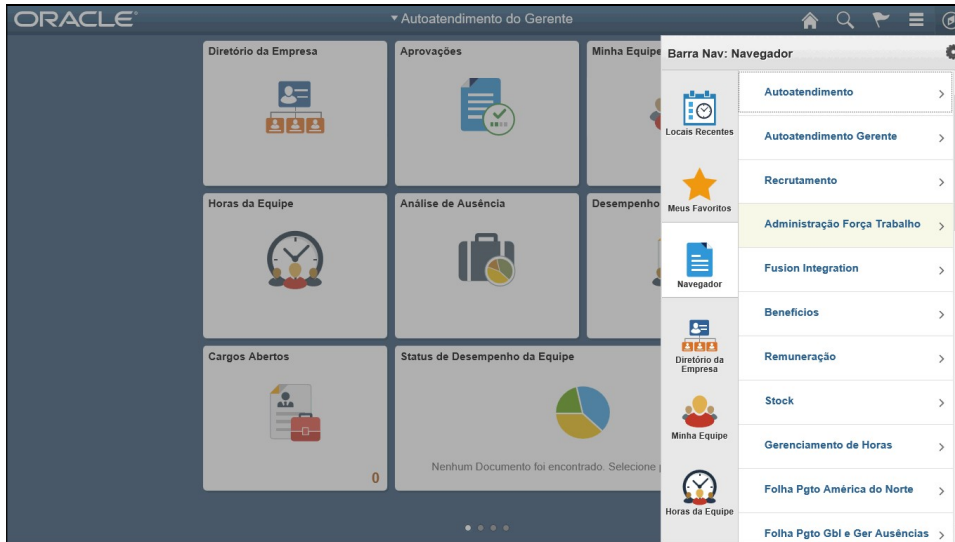 ORACLE
Autoatendimento do Gerente
Diretório da Empresa
Aprovações
Minha Equipe
Horas da Equipe
Análise de Ausência
Desempenho
Cargos Abertos
0
Status de Desempenho da Equipe
Nenhum Documento foi encontrado. Selecione
Barra Nav: Navegador
Locais Recentes
Meus Favoritos
Navegador
Diretório da
Empresa
Minha Equipe
Horas da Equipe
Autoatendimento
Autoatendimento Gerente
Recrutamento
Administração Força Trabalho
Fusion Integration
Benefícios
Remuneração
Stock
Gerenciamento de Horas
Folha Pgto América do Norte
Folha Pgto Gbl e Ger Ausências